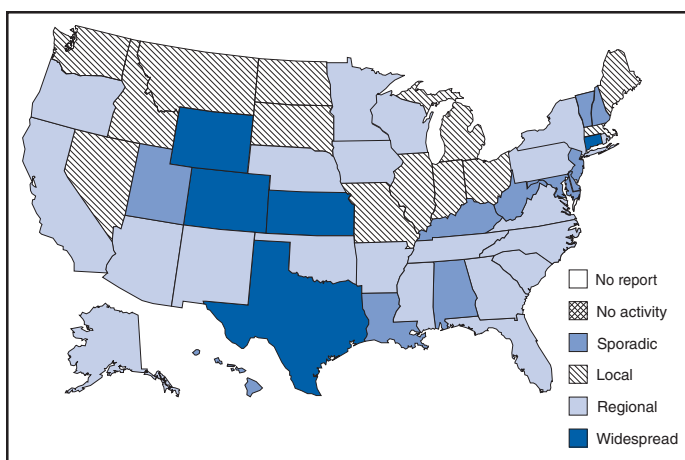 No report
No activity
Sporadic
Local
Regional
Widespread